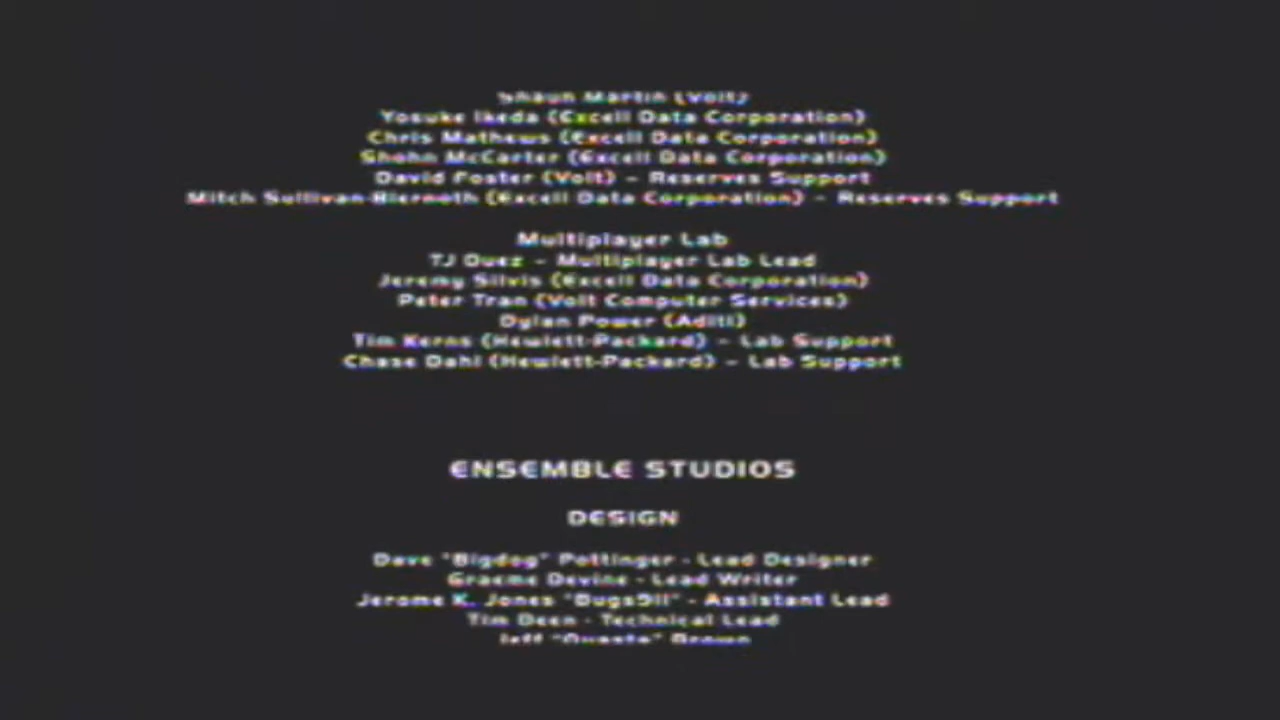 Shaun Martin (Volt)
Yosuke Ikeda (Excell Data Corporation)
Chris Mathews (Excell Data Corporation)
Shohn McCarter (Excell Data Corporation)
David Foster (Volt) – Reserves Support
Mitch Sullivan-Biernoth (Excell Data Corporation) – Reserves Support
Multiplayer Lab
TJ Duez – Multiplayer Lab Lead
Jeremy Silvis (Excell Data Corporation)
Peter Tran (Volt Computer Services)
Dylan Power (Aditi)
Tim Kerns (Hewlett-Packard) – Lab Support
Chase Dahl (Hewlett-Packard) – Lab Support
ENSEMBLE STUDIOS
DESIGN
Dave "Bigdog" Pottinger - Lead Designer
Graeme Devine - Lead Writer
Jerome K. Jones - Assistant Lead
Tim Deen - Technical Lead
Jeff Brown